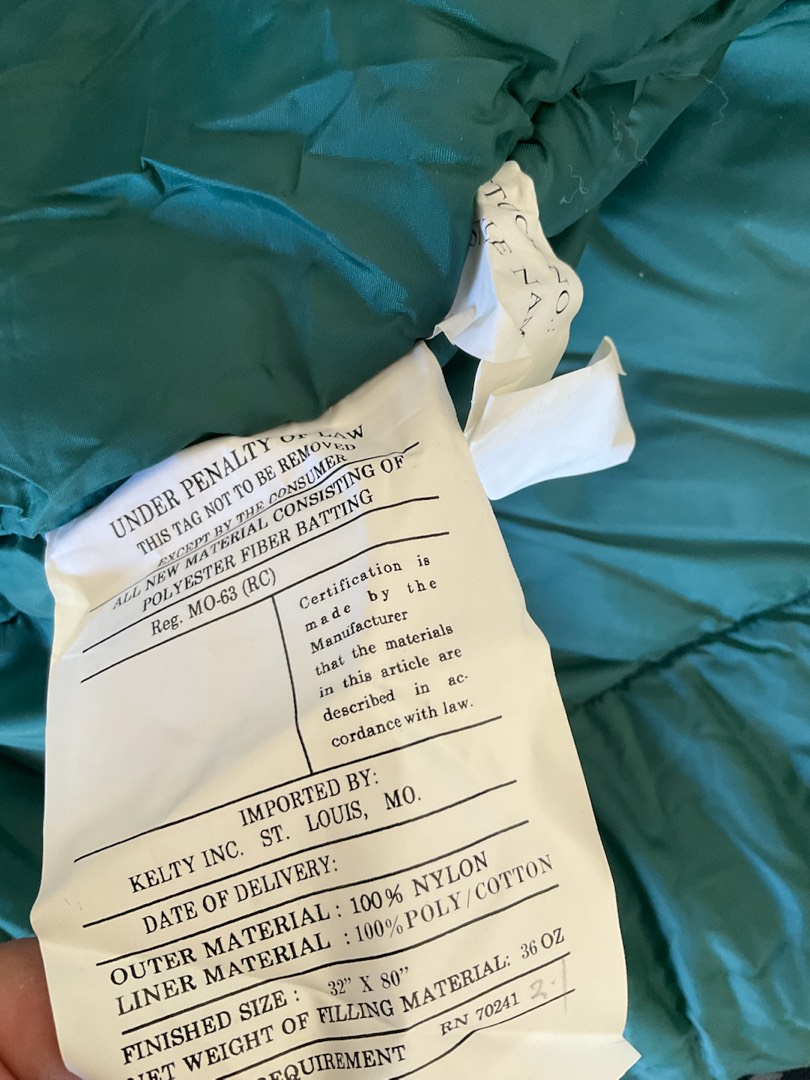 UNDER PENALTY OF LAW
THIS TAG NOT TO BE REMOVED
EXCEPT BY THE CONSUMER
ALL NEW MATERIAL CONSISTING OF
POLYESTER FIBER BATTING
Reg. MO-63 (RC)
Certification is
made by the
Manufacturer
that the materials
in this article are
described in ac-
cordance with law.
IMPORTED BY:
KELTY INC. ST. LOUIS, MO.
DATE OF DELIVERY:
OUTER MATERIAL : 100% NYLON
LINER MATERIAL : 100% POLY/COTTON
FINISHED SIZE : 32" X 80"
NET WEIGHT OF FILLING MATERIAL: 36 OZ
RN 70241